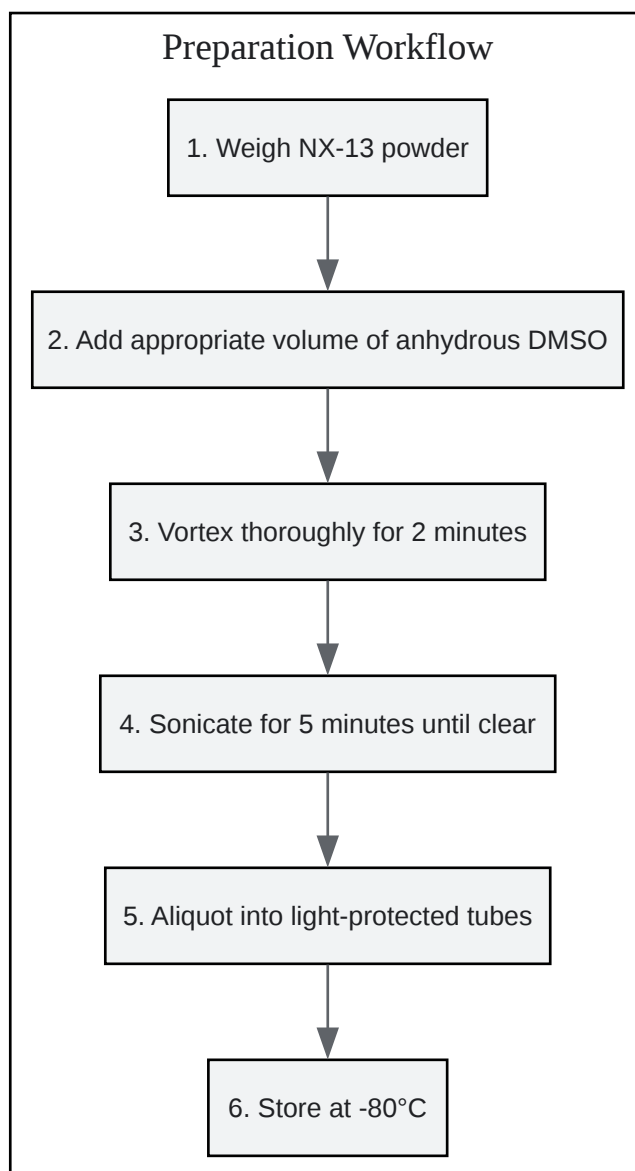 Preparation Workflow
1. Weigh NX-13 powder
2. Add appropriate volume of anhydrous DMSO
3. Vortex thoroughly for 2 minutes
4. Sonicate for 5 minutes until clear
5. Aliquot into light-protected tubes
6. Store at -80°C